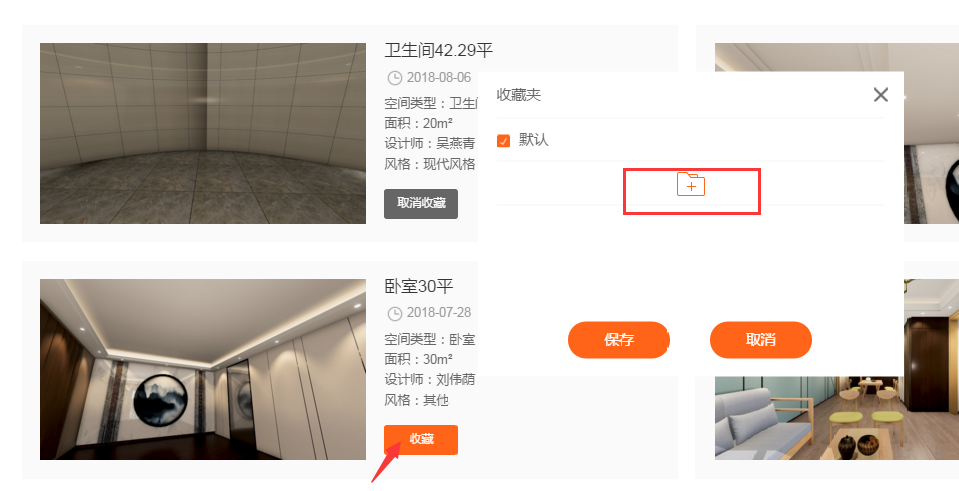 卫生间42.29平
2018-08-06
空间类型：卫生
面积：20m²
设计师：吴燕青
风格：现代风格
取消收藏
收藏夹
默认
保存
取消
卧室30平
2018-07-28
空间类型：卧室
面积：30m²
设计师：刘伟荫
风格：其他
收藏